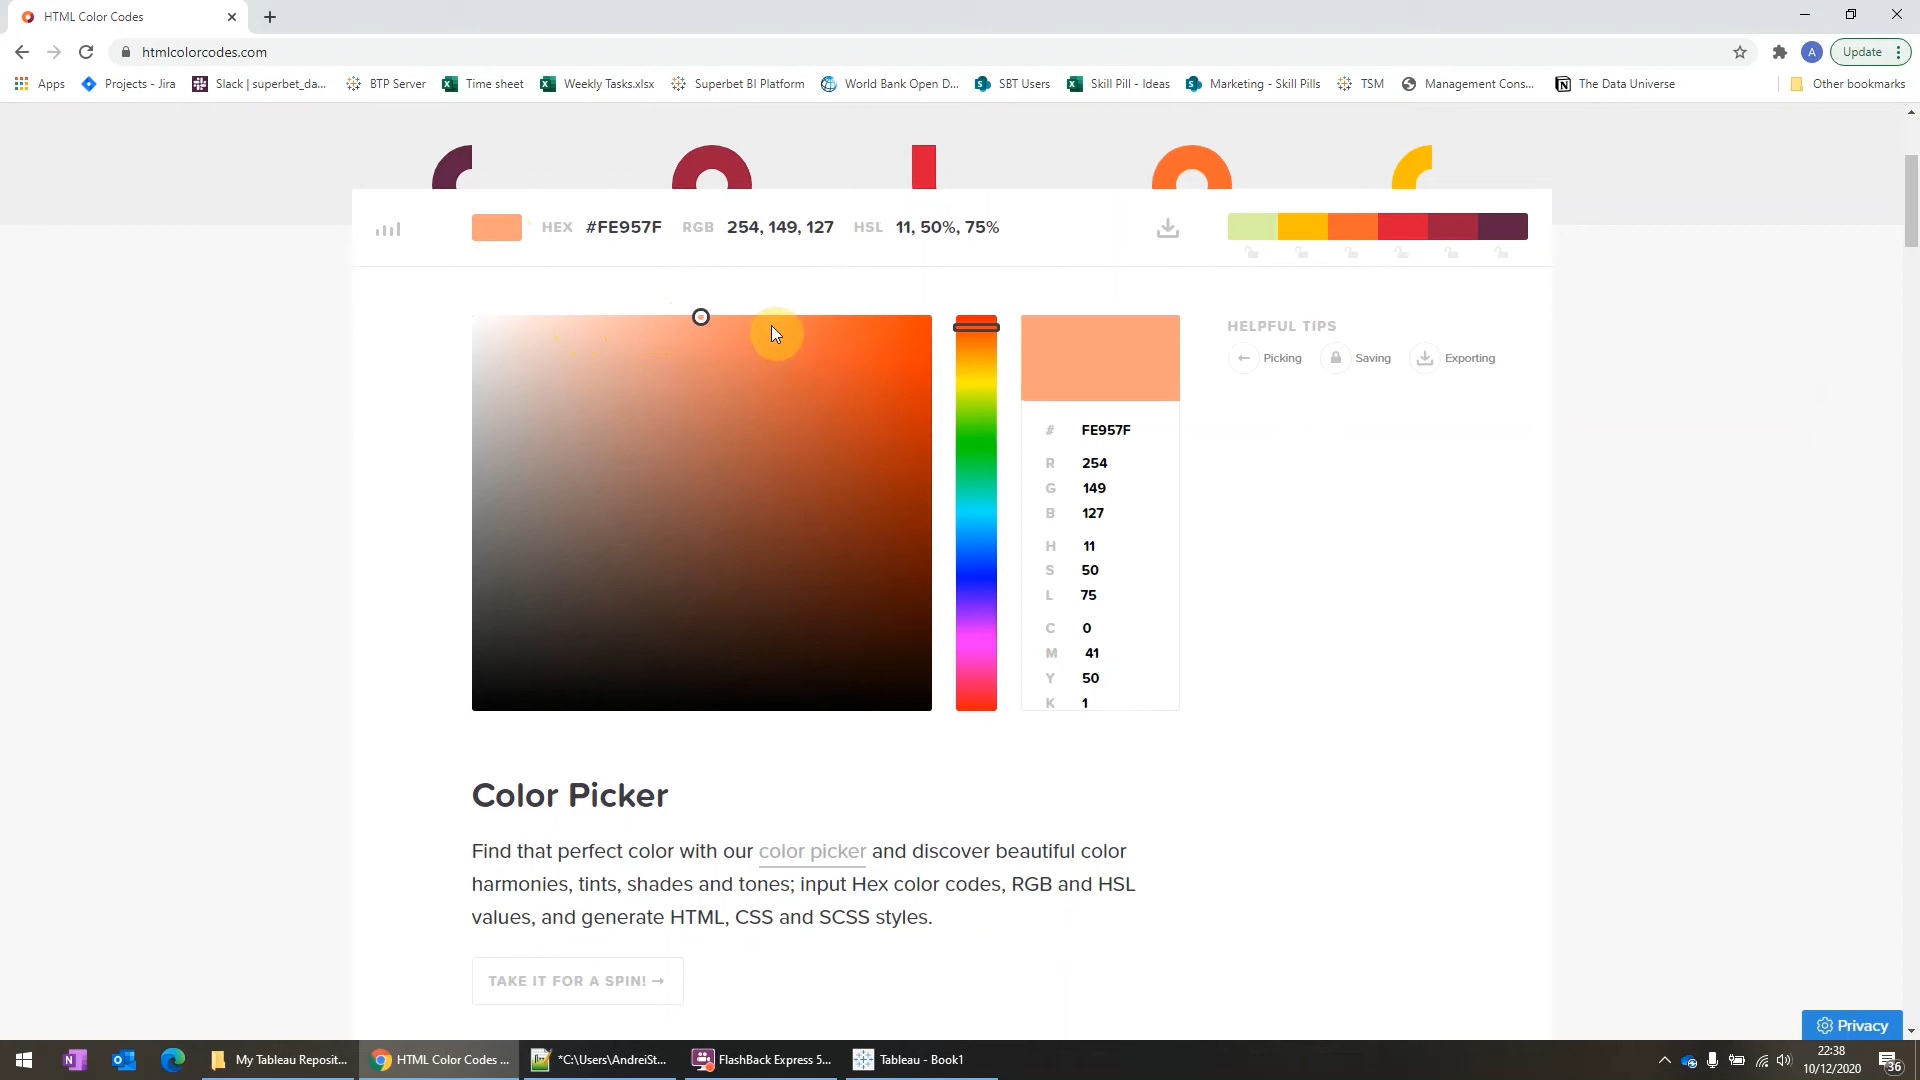 HTML Color Codes
htmlcolorcodes.com
A
Update
Apps
Projects - Jira
Slack | superbet_da...
BTP Server
Time sheet
Weekly Tasks.xlsx
Superbet BI Platform
World Bank Open D...
SBT Users
Skill Pill - Ideas
Marketing - Skill Pills
TSM
Management Cons...
The Data Universe
Other bookmarks
HEX #FE957F RGB 254, 149, 127 HSL 11, 50%, 75%
HELPFUL TIPS
Picking
Saving
Exporting
# FE957F
R 254
G 149
B 127
H 11
S 50
L 75
C 0
M 41
Y 50
K 1
Color Picker
Find that perfect color with our color picker and discover beautiful color
harmonies, tints, shades and tones; input Hex color codes, RGB and HSL
values, and generate HTML, CSS and SCSS styles.
TAKE IT FOR A SPIN! →
Privacy
My Tableau Reposit...
HTML Color Codes ...
*C:\Users\AndreiSt...
FlashBack Express 5...
Tableau - Book1
22:38
10/12/2020
36